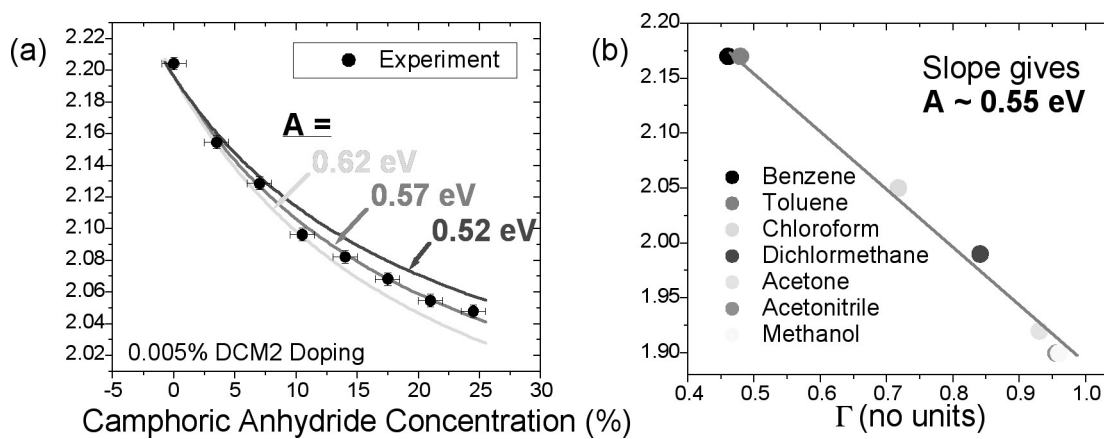 (a)
2.22
2.20
2.18
2.16
2.14
2.12
2.10
2.08
2.06
2.04
2.02
Experiment
A =
0.62 eV
0.57 eV
0.52 eV
0.005% DCM2 Doping
-5 0 5 10 15 20 25 30
Camphoric Anhydride Concentration (%)
(b)
2.20
2.15
2.10
2.05
2.00
1.95
1.90
Slope gives
A ~ 0.55 eV
Benzene
Toluene
Chloroform
Dichlormethane
Acetone
Acetonitrile
Methanol
0.4 0.5 0.6 0.7 0.8 0.9 1.0
Γ (no units)